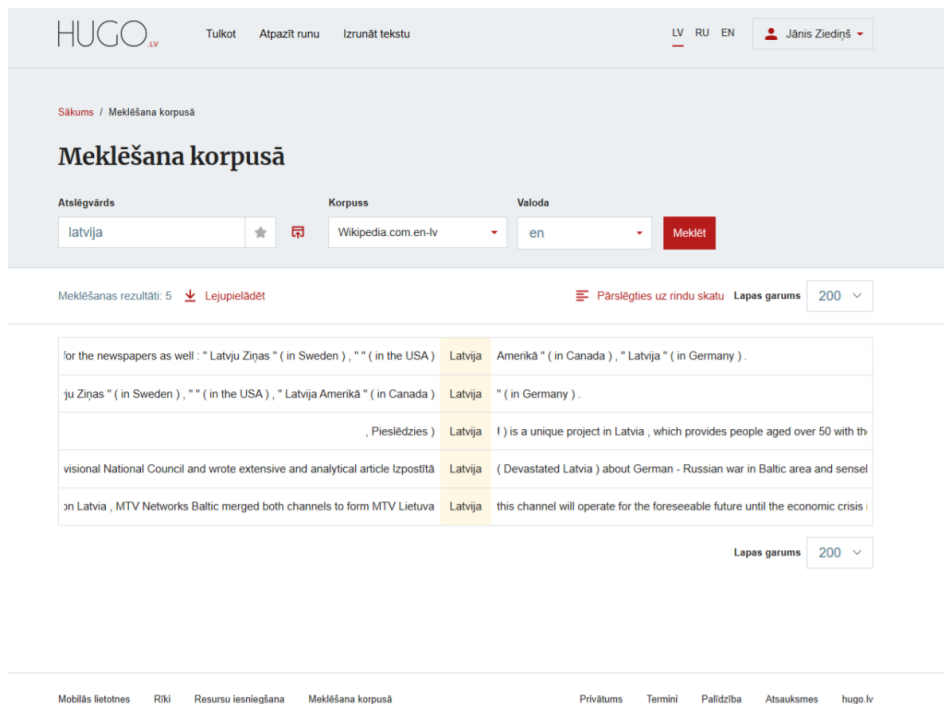 HUGO.LV Tulkot Atpazīt runu Izrunāt tekstu LV RU EN Jānis Ziediņš
Sākums / Meklēšana korpusā
Meklēšana korpusā
Atslēgvārds Korpuss Valoda
latvija Wikipedia.com.en-lv en Meklēt
Meklēšanas rezultāti: 5 Lejupielādēt Pārslēgties uz rindu skatu Lapas garums 200
for the newspapers as well : " Latvju Ziņas " ( in Sweden ) , " " ( in the USA ) Latvija Amerikā " ( in Canada ) , " Latvija " ( in Germany ) .
ju Ziņas " ( in Sweden ) , " " ( in the USA ) , " Latvija Amerikā " ( in Canada ) Latvija " ( in Germany ) .
, Pieslēdzies ) Latvija ! ) is a unique project in Latvia , which provides people aged over 50 with the
visional National Council and wrote extensive and analytical article Izpostītā Latvija ( Devastated Latvia ) about German - Russian war in Baltic area and sensel
on Latvia , MTV Networks Baltic merged both channels to form MTV Lietuva Latvija this channel will operate for the foreseeable future until the economic crisis
Lapas garums 200
Mobilās lietotnes Rīki Resursu iesniegšana Meklēšana korpusā Privātums Termini Palīdzība Atsauksmes hugo.lv